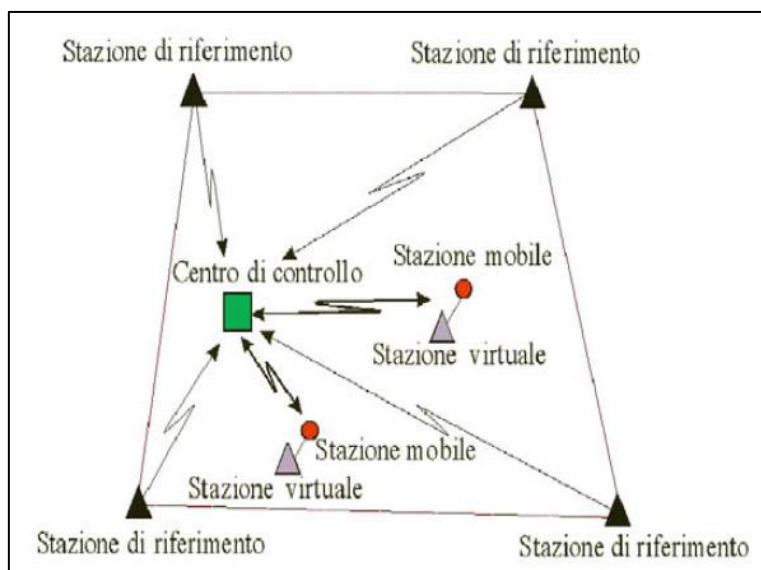 Stazione di riferimento
Stazione di riferimento
Stazione mobile
Centro di controllo
Stazione virtuale
Stazione mobile
Stazione virtuale
Stazione di riferimento
Stazione di riferimento